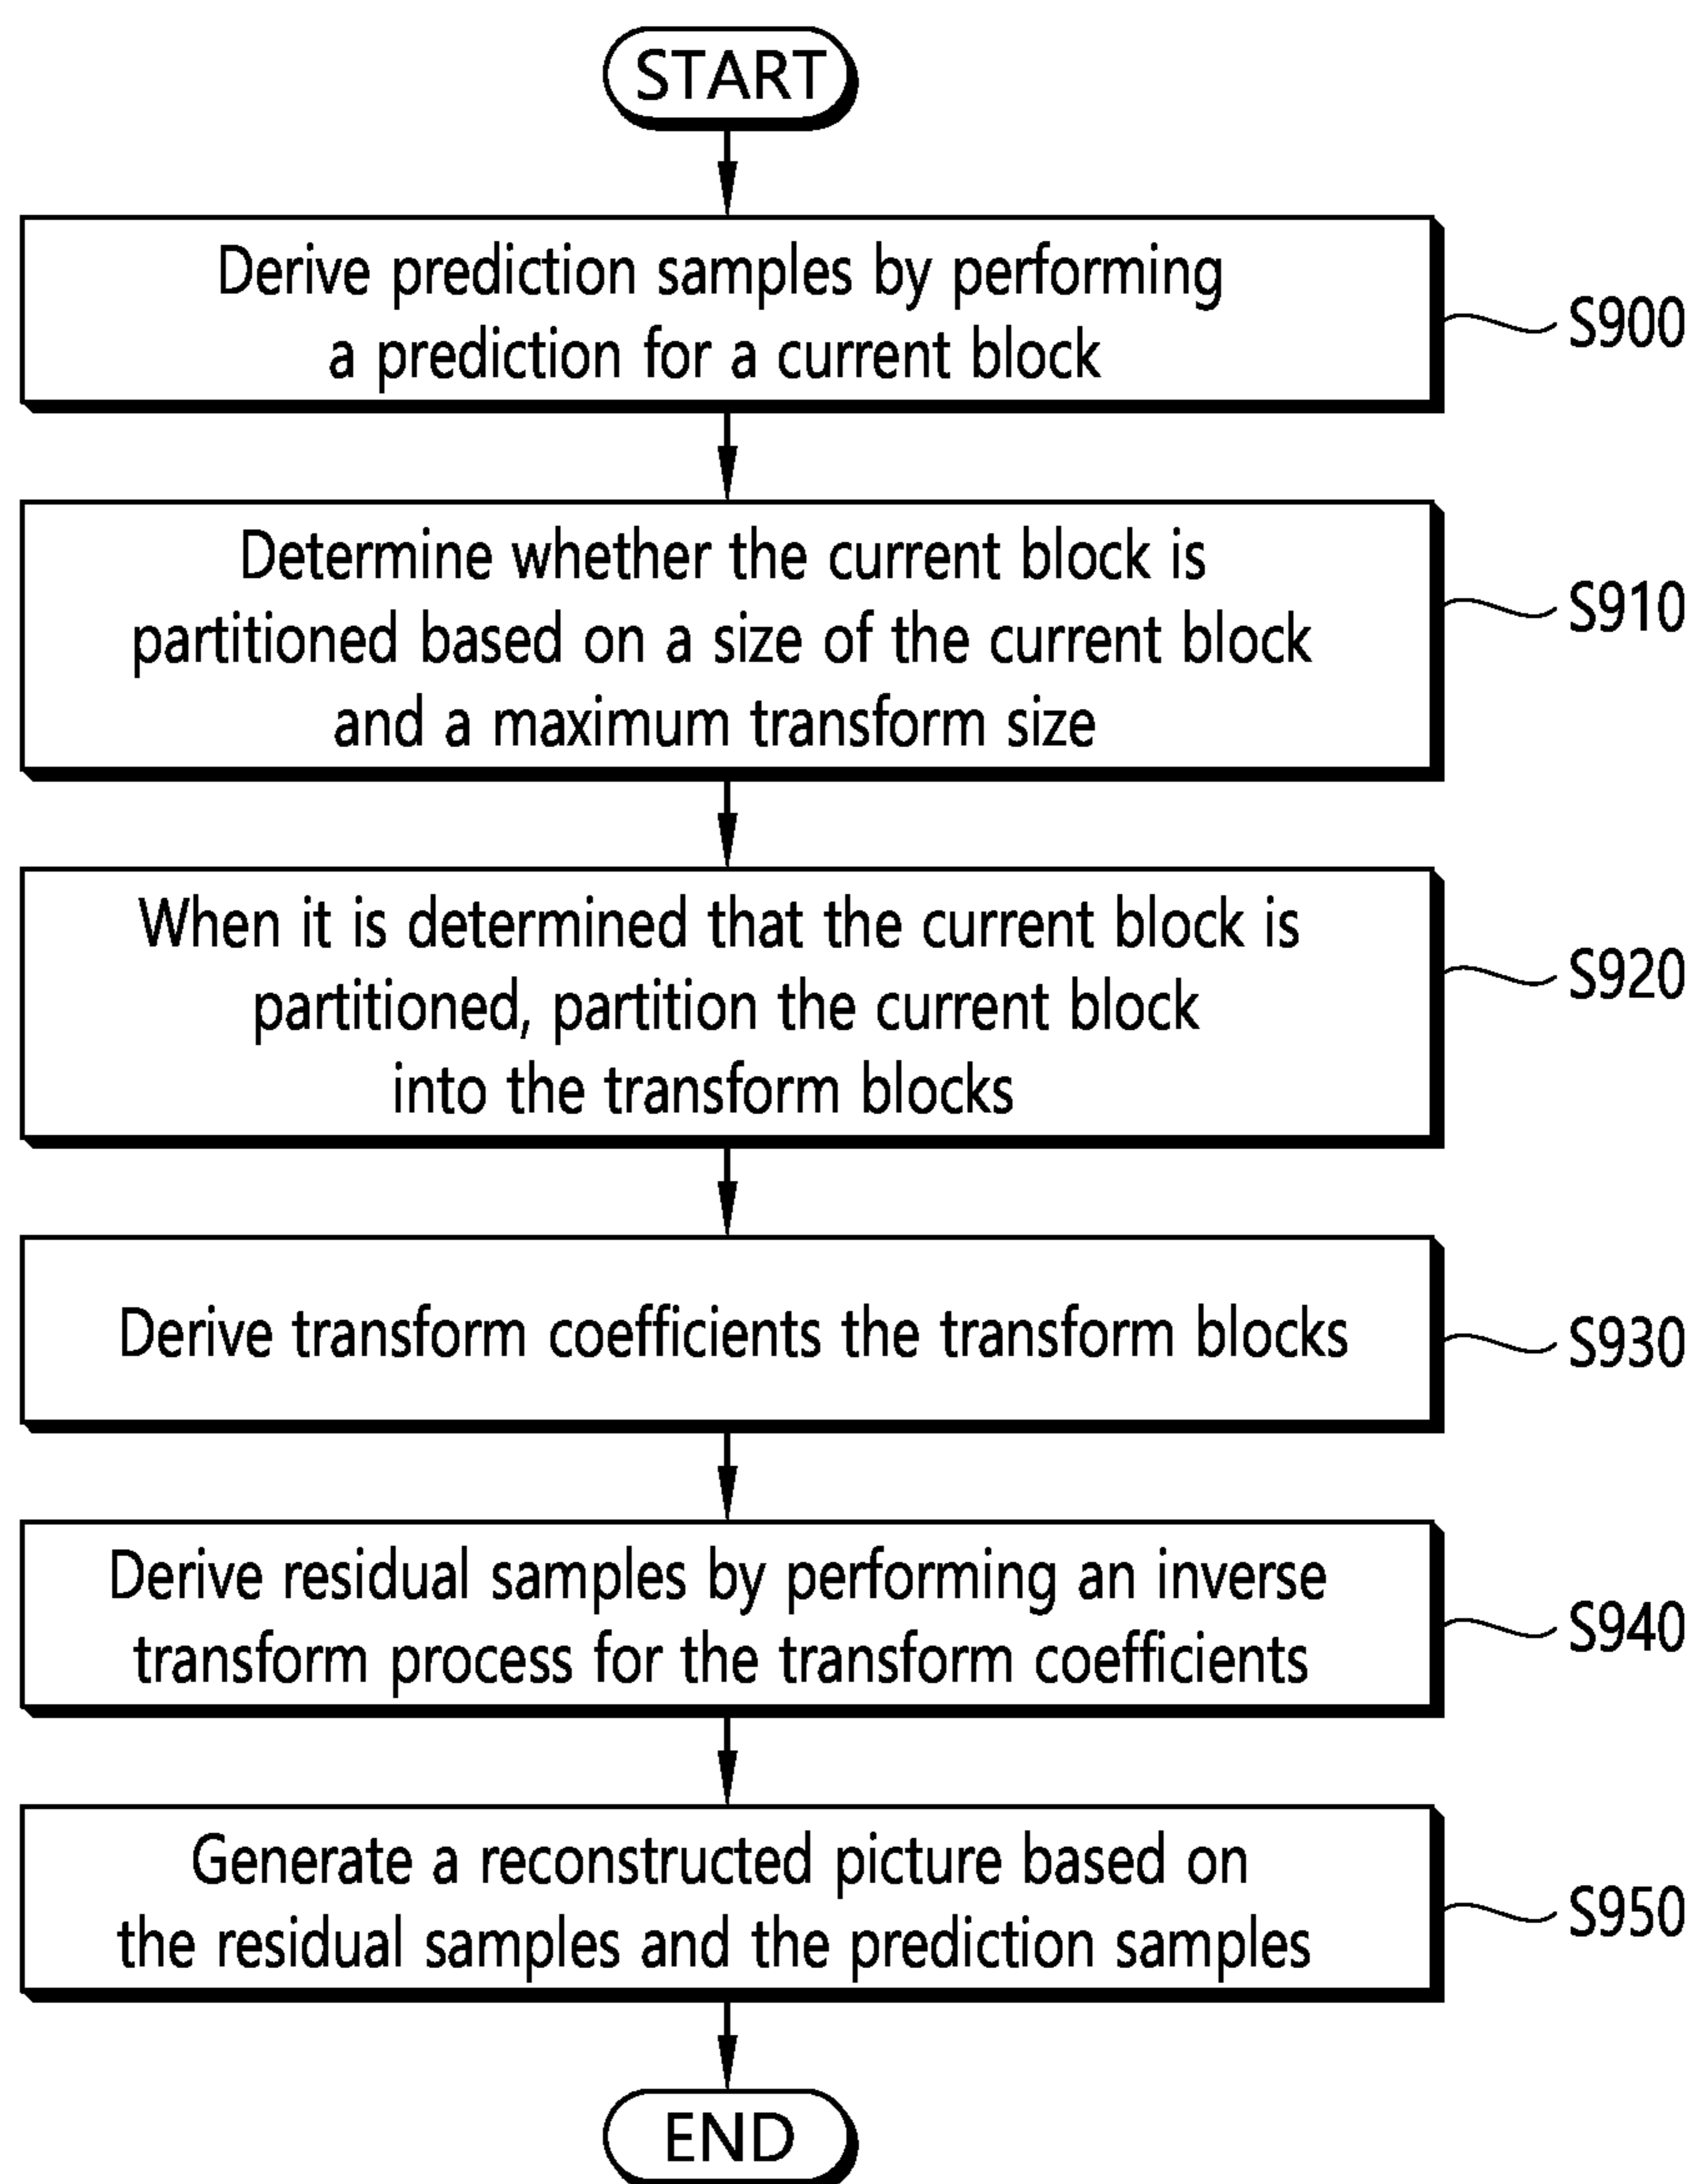 START
Derive prediction samples by performing
a prediction for a current block
S900
Determine whether the current block is
partitioned based on a size of the current block
and a maximum transform size
S910
When it is determined that the current block is
partitioned, partition the current block
into the transform blocks
S920
Derive transform coefficients the transform blocks
S930
Derive residual samples by performing an inverse
transform process for the transform coefficients
S940
Generate a reconstructed picture based on
the residual samples and the prediction samples
S950
END